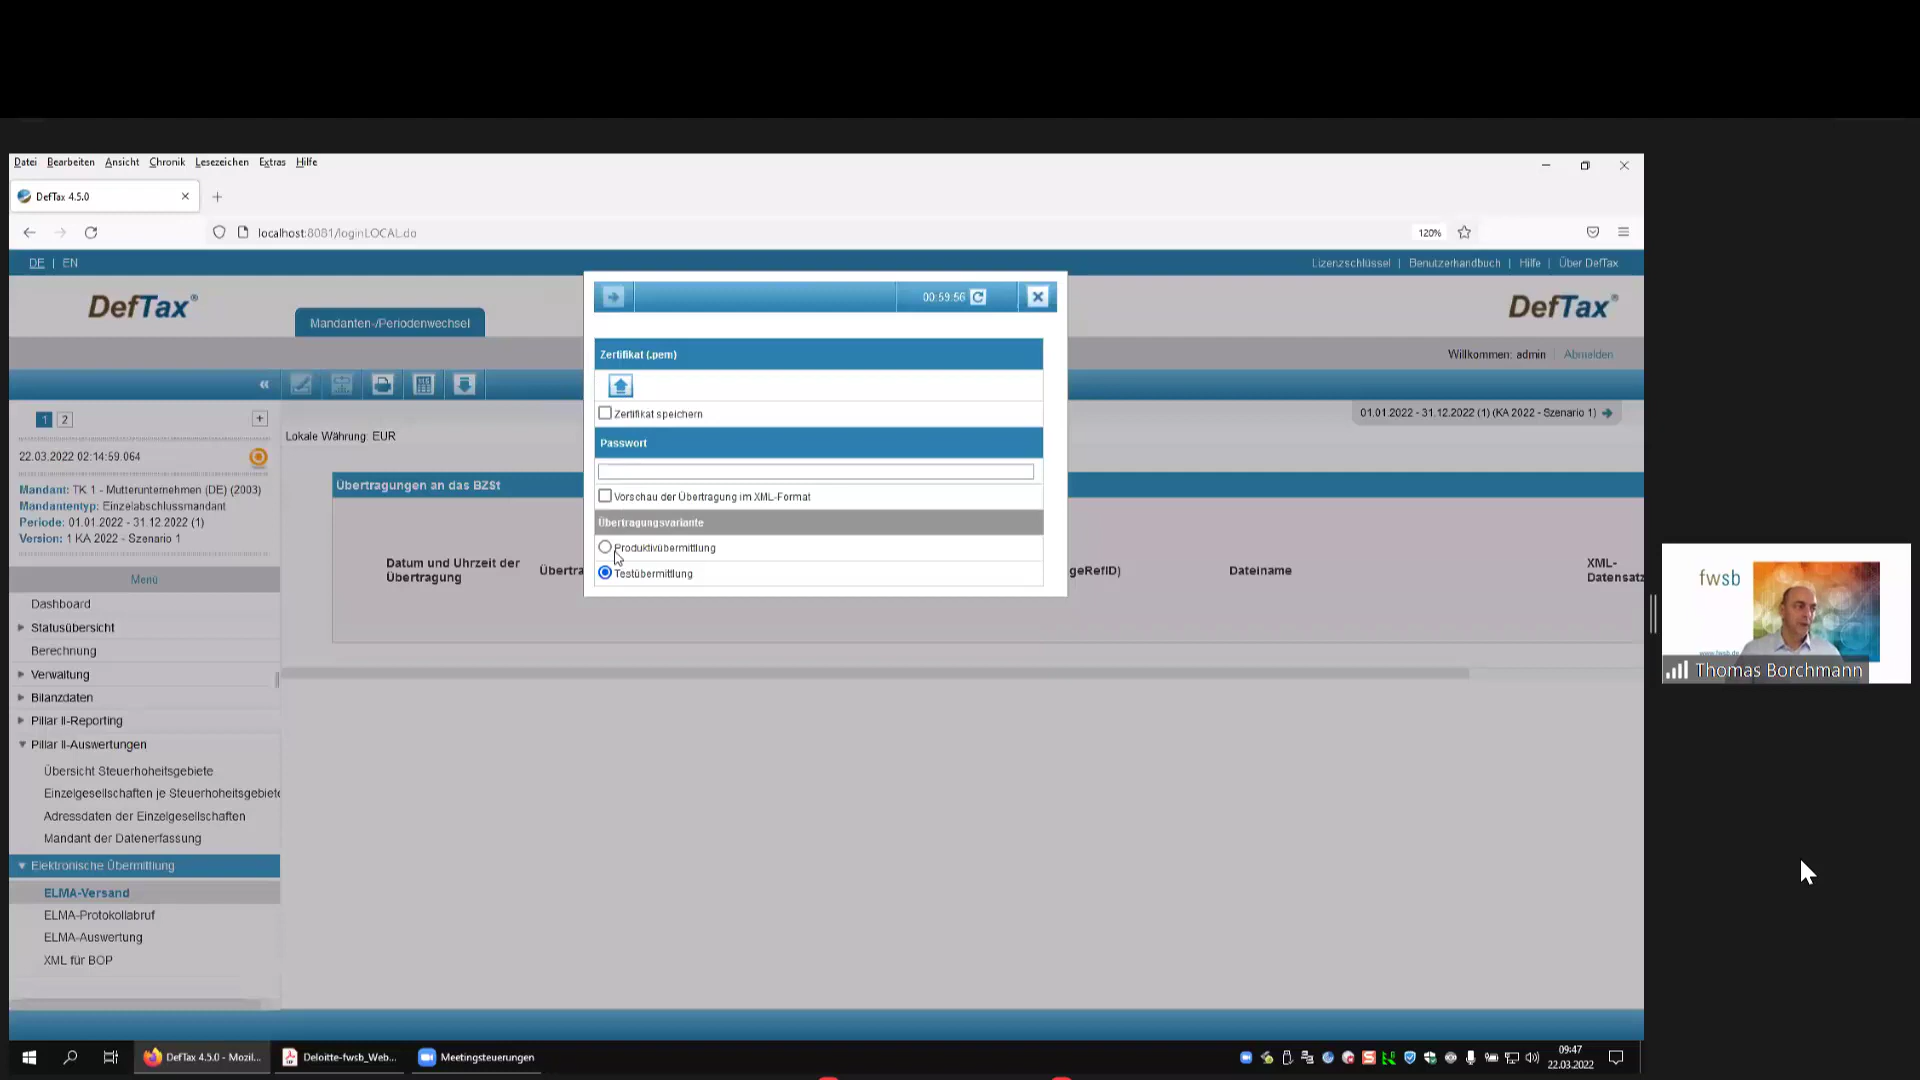 Datei Bearbeiten Ansicht Chronik Lesezeichen Extras Hilfe
DefTax 4.5.0
localhost:8081/loginLOCAL.do
120%
DE | EN
Lizenzschlüssel | Benutzerhandbuch | Hilfe | Über DefTax
DefTax®
Mandanten-/Periodenwechsel
DefTax®
Willkommen: admin
Abmelden
00:59:56
Zertifikat (.pem)
Zertifikat speichern
Passwort
Vorschau der Übertragung im XML-Format
Übertragungsvariante
Produktivübermittlung
Testübermittlung
1 2
01.01.2022 - 31.12.2022 (1) (KA 2022 - Szenario 1)
Lokale Währung: EUR
22.03.2022 02:14:59.064
Mandant: TK 1 - Mutterunternehmen (DE) (2003)
Mandantentyp: Einzelabschlussmandant
Periode: 01.01.2022 - 31.12.2022 (1)
Version: 1 KA 2022 - Szenario 1
Übertragungen an das BZSt
Datum und Uhrzeit der
Übertragung
Übertra
geRefID)
Dateiname
XML-
Datensatz
Menü
Dashboard
Statusübersicht
Berechnung
Verwaltung
Bilanzdaten
Pillar II-Reporting
Pillar II-Auswertungen
Übersicht Steuerhoheitsgebiete
Einzelgesellschaften je Steuerhoheitsgebiete
Adressdaten der Einzelgesellschaften
Mandant der Datenerfassung
Elektronische Übermittlung
ELMA-Versand
ELMA-Protokollabruf
ELMA-Auswertung
XML für BOP
fwsb
Thomas Borchmann
DefTax 4.5.0 - Mozil...
Deloitte-fwsb_Web...
Meetingsteuerungen
09:47
22.03.2022